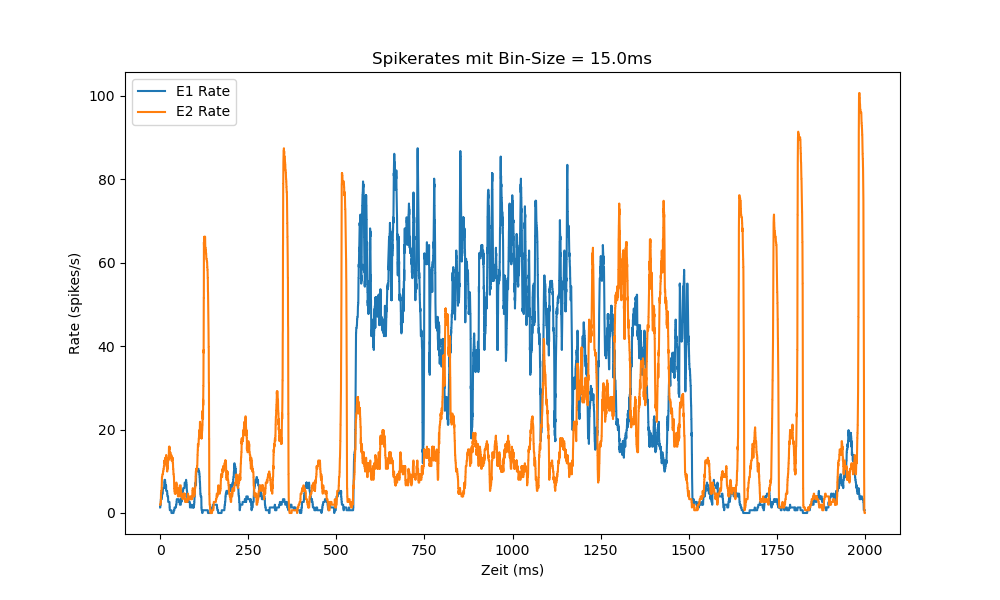 Spikerates mit Bin-Size = 15.0ms
E1 Rate
E2 Rate
100
80
60
40
20
0
Rate (spikes/s)
0 250 500 750 1000 1250 1500 1750 2000
Zeit (ms)